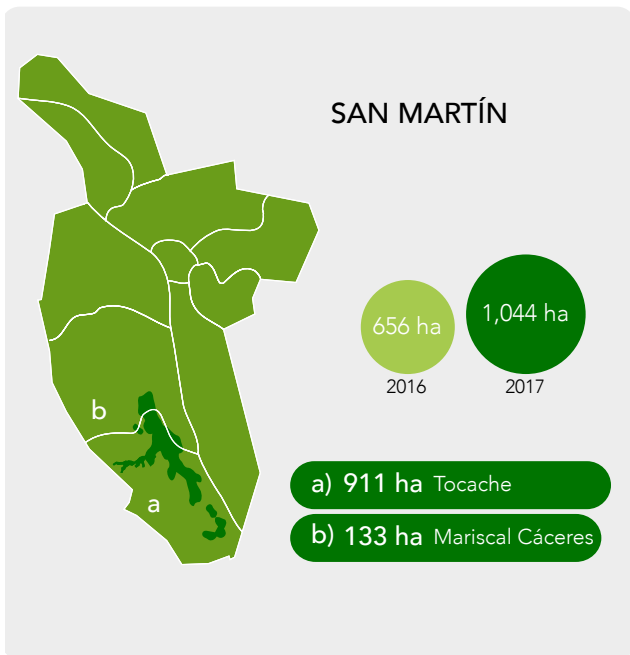 SAN MARTÍN
656 ha
1,044 ha
2016
2017
b
a
a) 911 ha Tocache
b) 133 ha Mariscal Cáceres